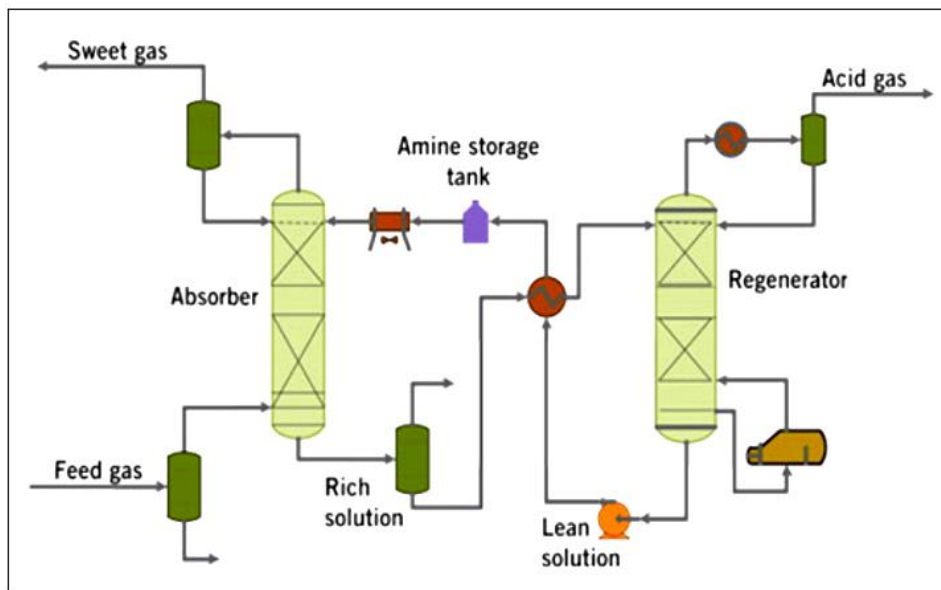 Sweet gas
Acid gas
Amine storage
tank
Absorber
Regenerator
Feed gas
Rich
solution
Lean
solution